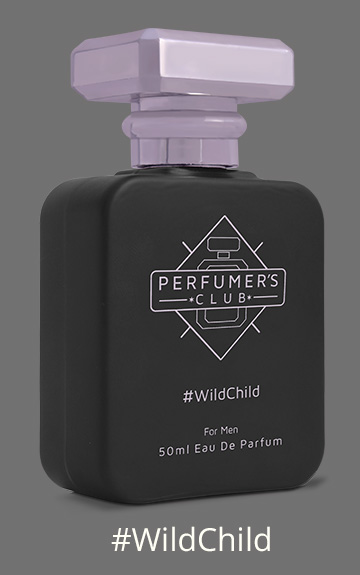 PERFUMER'S
*CLUB*
#WildChild
For Men
50ml Eau De Parfum
#WildChild